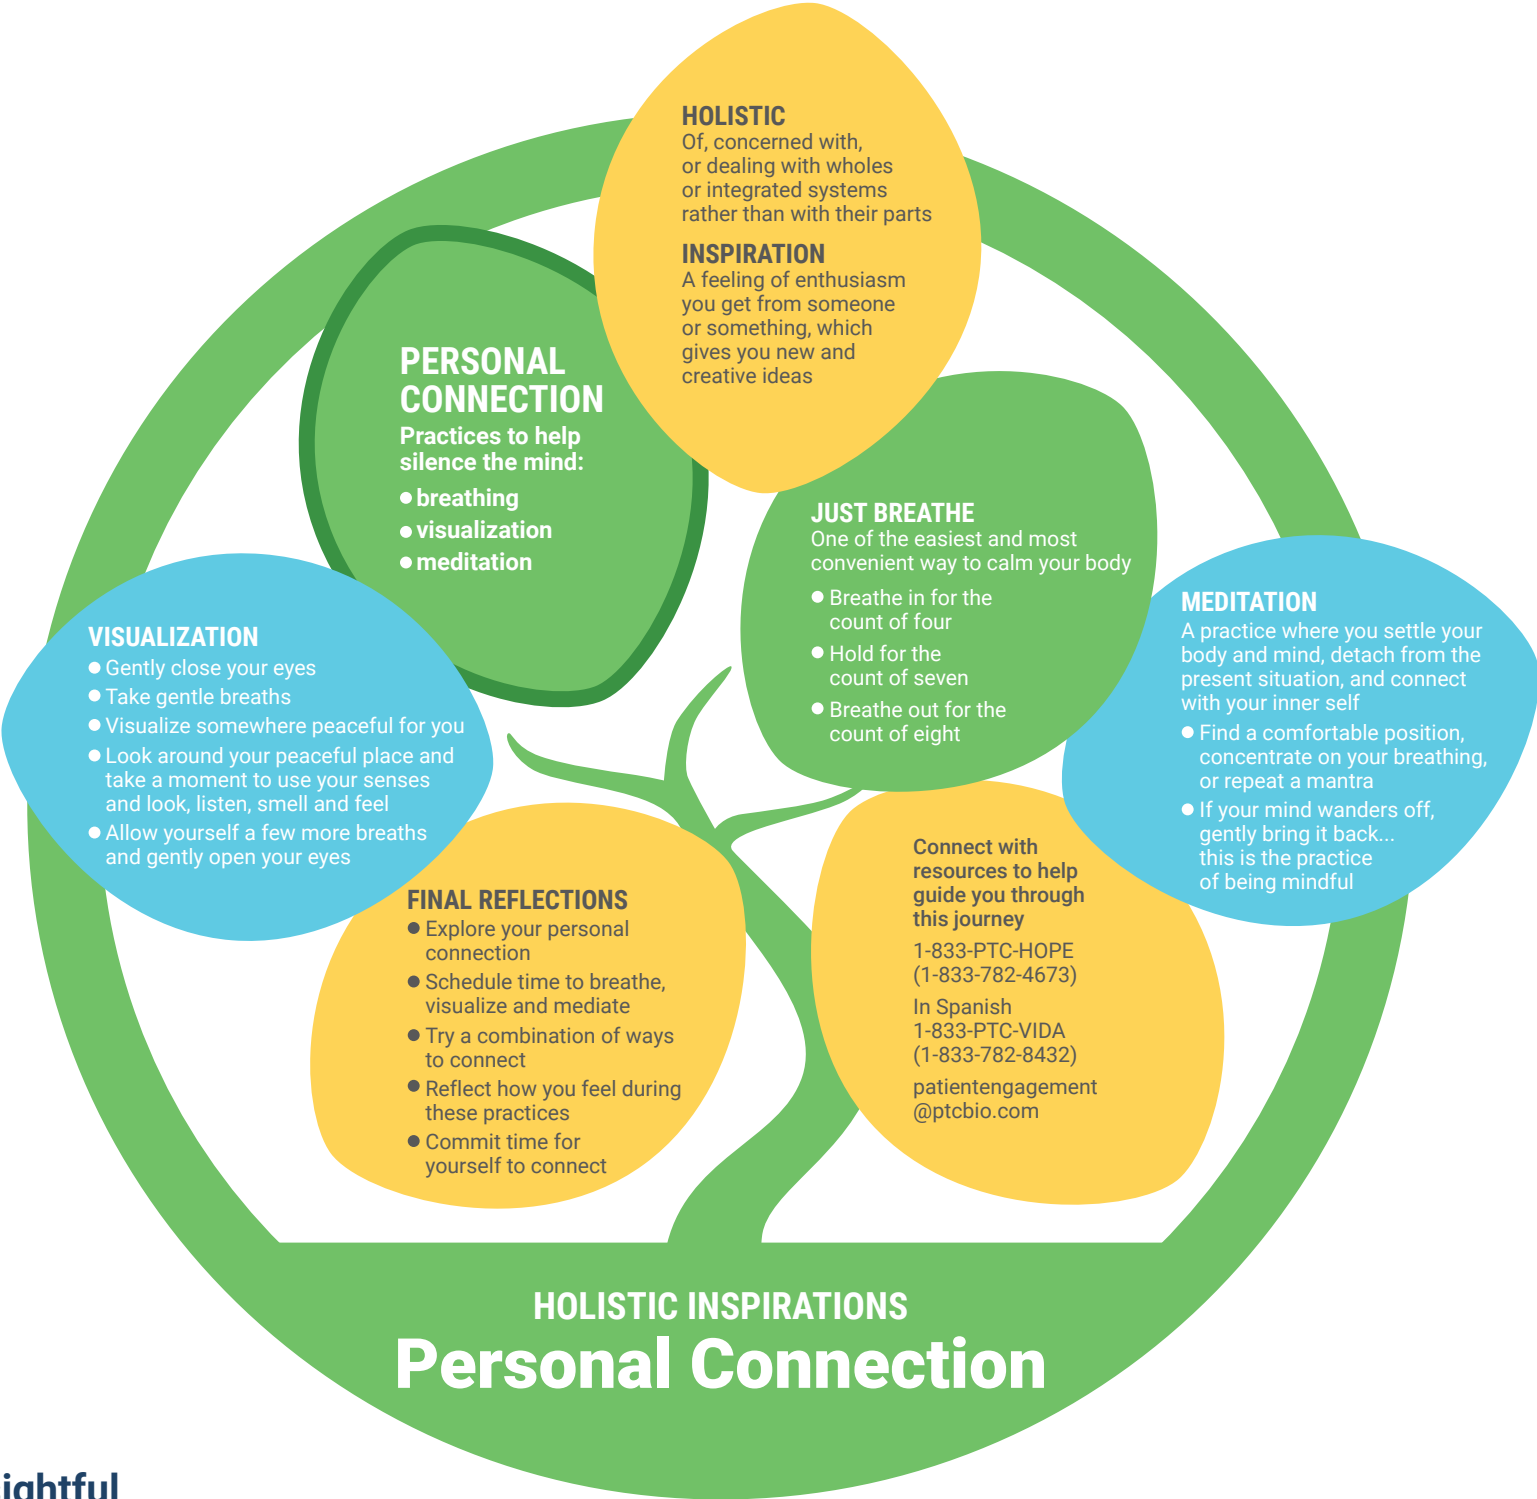 HOLISTIC
Of, concerned with,
or dealing with wholes
or integrated systems
rather than with their parts
INSPIRATION
A feeling of enthusiasm
you get from someone
or something, which
gives you new and
creative ideas
PERSONAL
CONNECTION
Practices to help
silence the mind:
● breathing
● visualization
● meditation
JUST BREATHE
One of the easiest and most
convenient way to calm your body
● Breathe in for the
count of four
● Hold for the
count of seven
● Breathe out for the
count of eight
VISUALIZATION
● Gently close your eyes
● Take gentle breaths
● Visualize somewhere peaceful for you
● Look around your peaceful place and
take a moment to use your senses
and look, listen, smell and feel
● Allow yourself a few more breaths
and gently open your eyes
MEDITATION
A practice where you settle your
body and mind, detach from the
present situation, and connect
with your inner self
● Find a comfortable position,
concentrate on your breathing,
or repeat a mantra
● If your mind wanders off,
gently bring it back...
this is the practice
of being mindful
FINAL REFLECTIONS
● Explore your personal
connection
● Schedule time to breathe,
visualize and mediate
● Try a combination of ways
to connect
● Reflect how you feel during
these practices
● Commit time for
yourself to connect
Connect with
resources to help
guide you through
this journey
1-833-PTC-HOPE
(1-833-782-4673)
In Spanish
1-833-PTC-VIDA
(1-833-782-8432)
patientengagement
@ptcbio.com
HOLISTIC INSPIRATIONS
Personal Connection